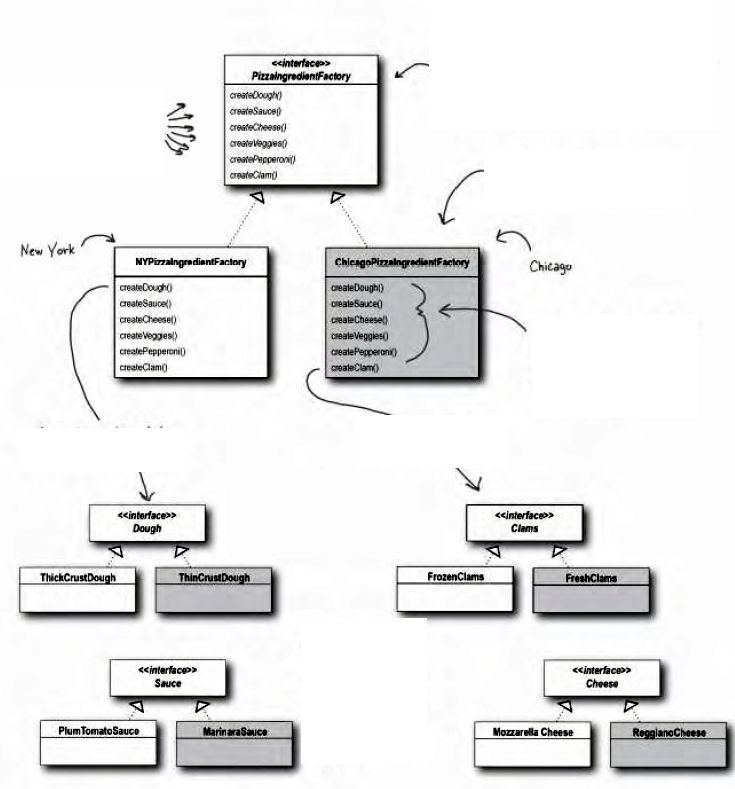 <<interface>>
PizzaIngredientFactory
createDough()
createSauce()
createCheese()
createVeggies()
createPepperoni()
createClam()
New York
NYPizzaIngredientFactory
createDough()
createSauce()
createCheese()
createVeggies()
createPepperoni()
createClam()
ChicagoPizzaIngredientFactory
createDough()
createSauce()
createCheese()
createVeggies()
createPepperoni()
createClam()
Chicago
<<interface>>
Dough
ThickCrustDough
ThinCrustDough
<<interface>>
Clams
FrozenClams
FreshClams
<<interface>>
Sauce
PlumTomatoSauce
MarinaraSauce
<<interface>>
Cheese
Mozzarella Cheese
ReggianoCheese